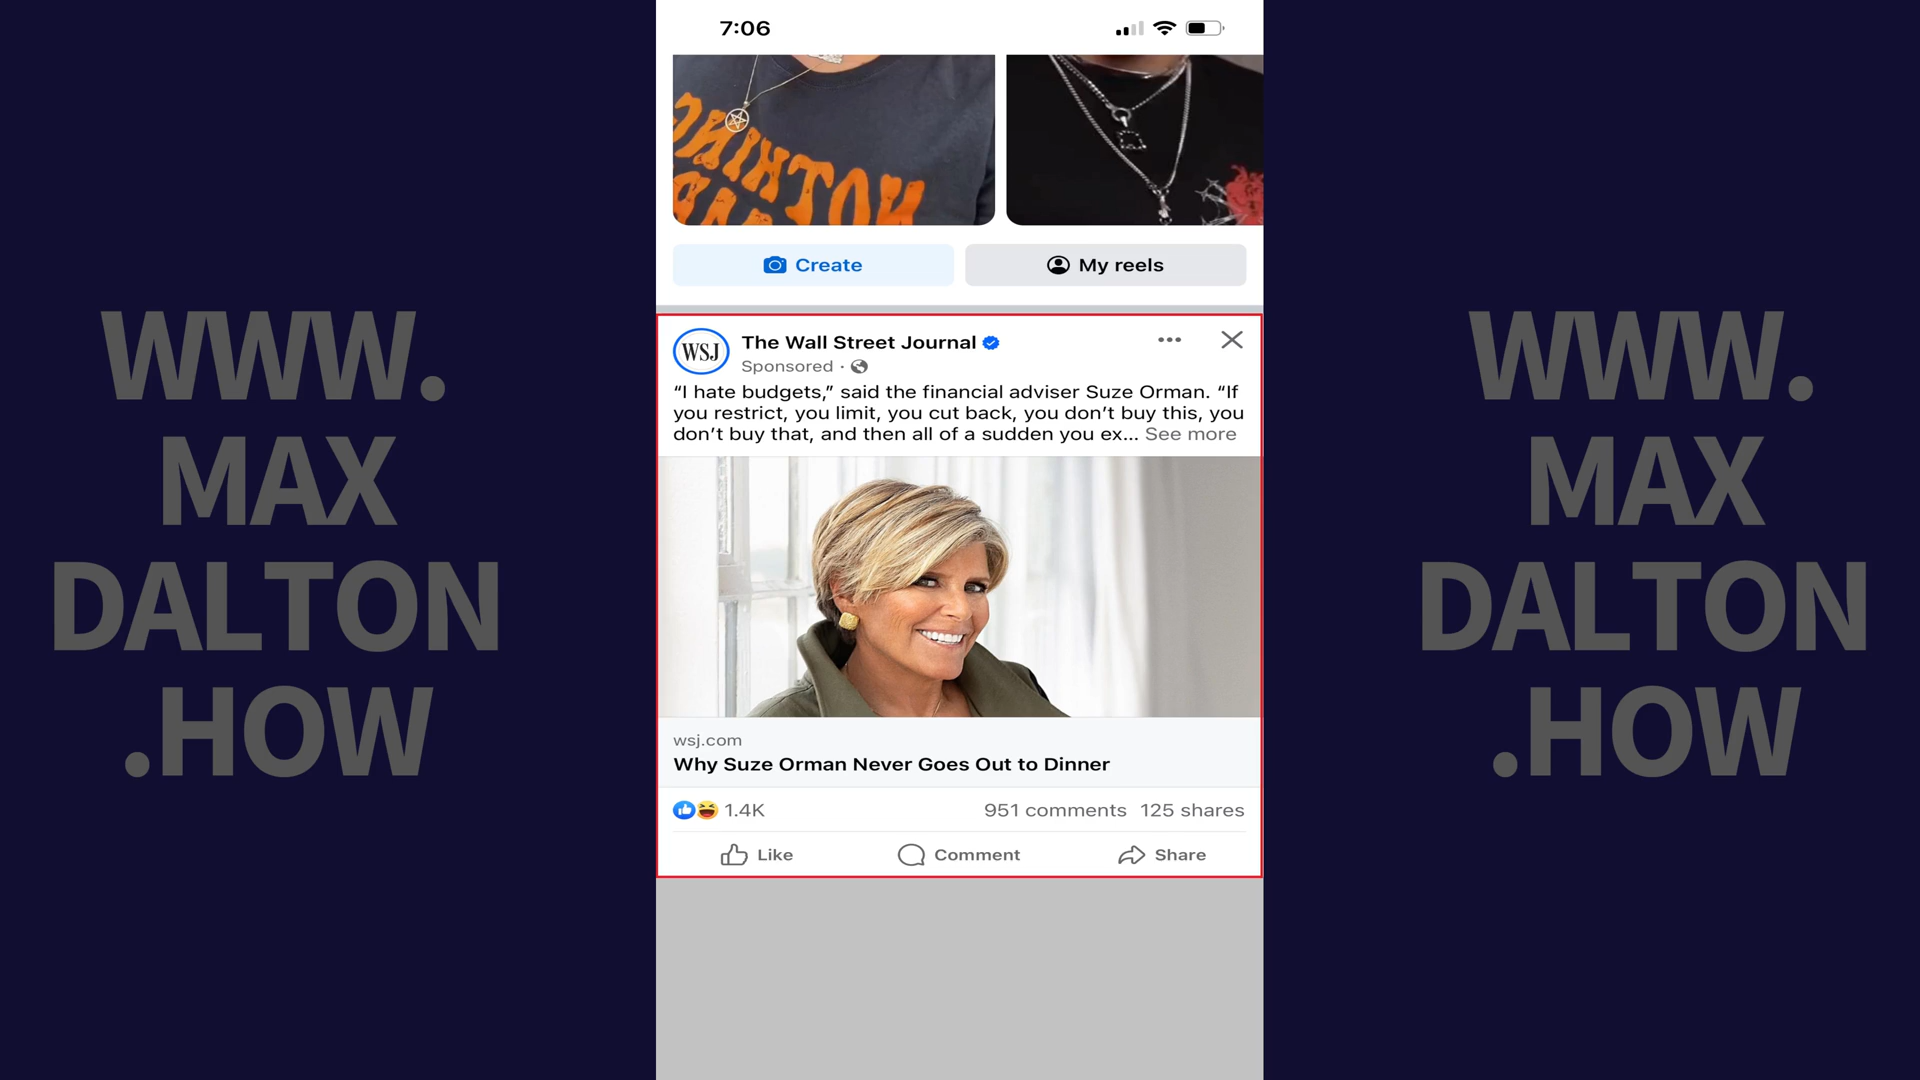 WWW.
MAX
DALTON
.HOW
7:06
Create
My reels
WSJ
The Wall Street Journal
Sponsored ·
“I hate budgets,” said the financial adviser Suze Orman. “If
you restrict, you limit, you cut back, you don’t buy this, you
don’t buy that, and then all of a sudden you ex... See more
wsj.com
Why Suze Orman Never Goes Out to Dinner
1.4K
951 comments 125 shares
Like
Comment
Share
WWW.
MAX
DALTON
.HOW